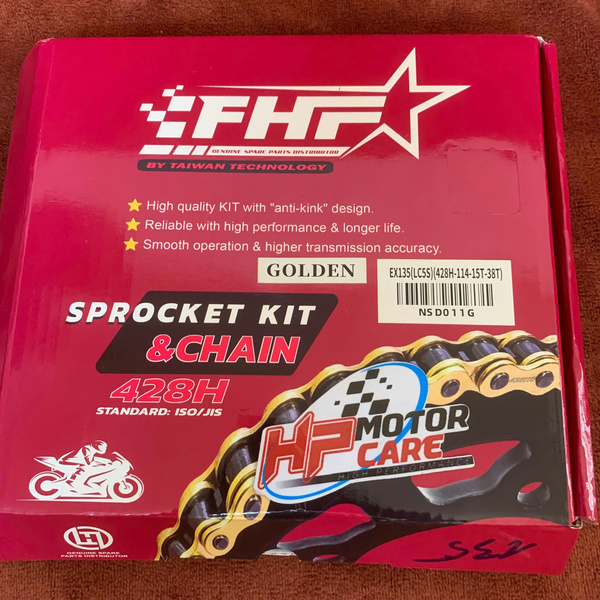 FHF
GENUINE SPARE PARTS DISTRIBUTOR
BY TAIWAN TECHNOLOGY
High quality KIT with "anti-kink" design.
Reliable with high performance & longer life.
Smooth operation & higher transmission accuracy.
GOLDEN
EX135(LC5S)(428H-114-15T-38T)
NSD011G
SPROCKET KIT
&CHAIN
428H
STANDARD: ISO/JIS
HP MOTOR
CARE
HIGH PERFORMANCE
GENUINE SPARE
PARTS DISTRIBUTOR